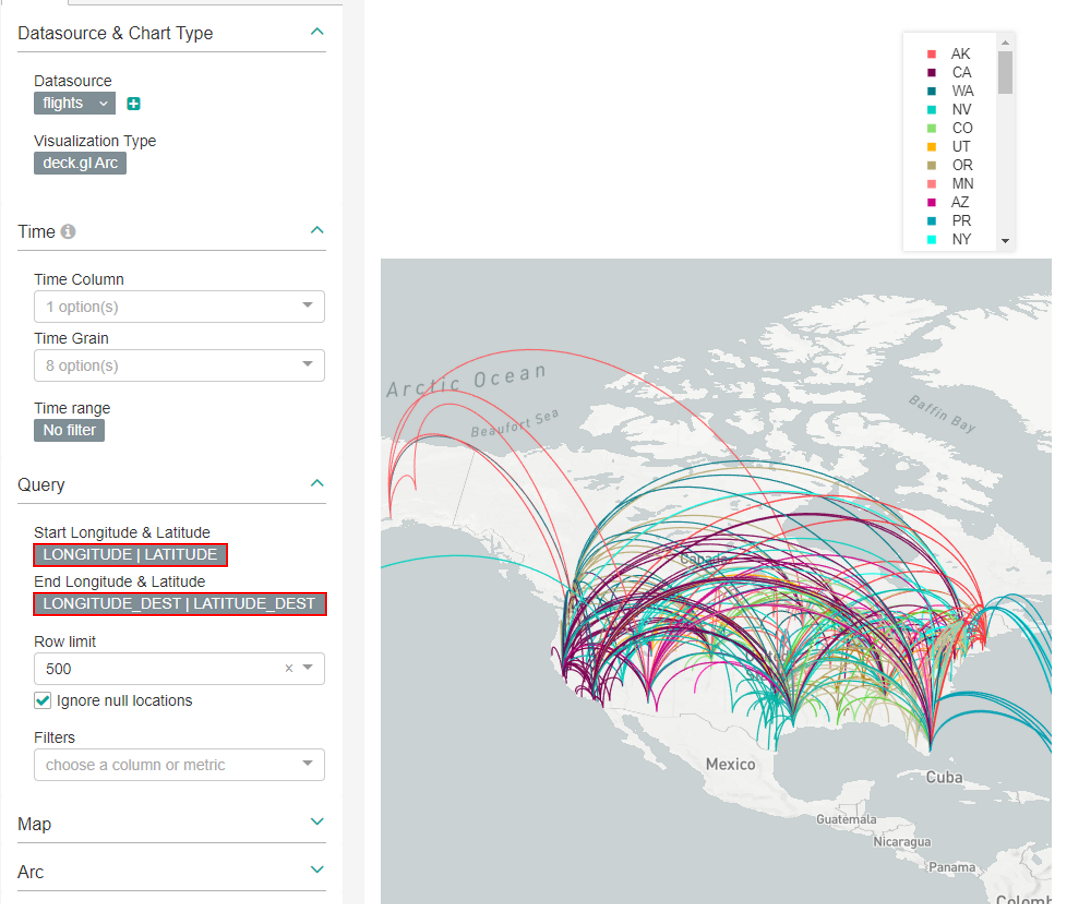 Datasource & Chart Type
Datasource
flights
Visualization Type
deck.gl Arc
Time
Time Column
1 option(s)
Time Grain
8 option(s)
Time range
No filter
Query
Start Longitude & Latitude
LONGITUDE | LATITUDE
End Longitude & Latitude
LONGITUDE_DEST | LATITUDE_DEST
Row limit
500
Ignore null locations
Filters
choose a column or metric
Map
Arc
AK
CA
WA
NV
CO
UT
OR
MN
AZ
PR
NY
Arctic Ocean
Beaufort Sea
Baffin Bay
Canada
Mexico
Cuba
Guatemala
Nicaragua
Panama